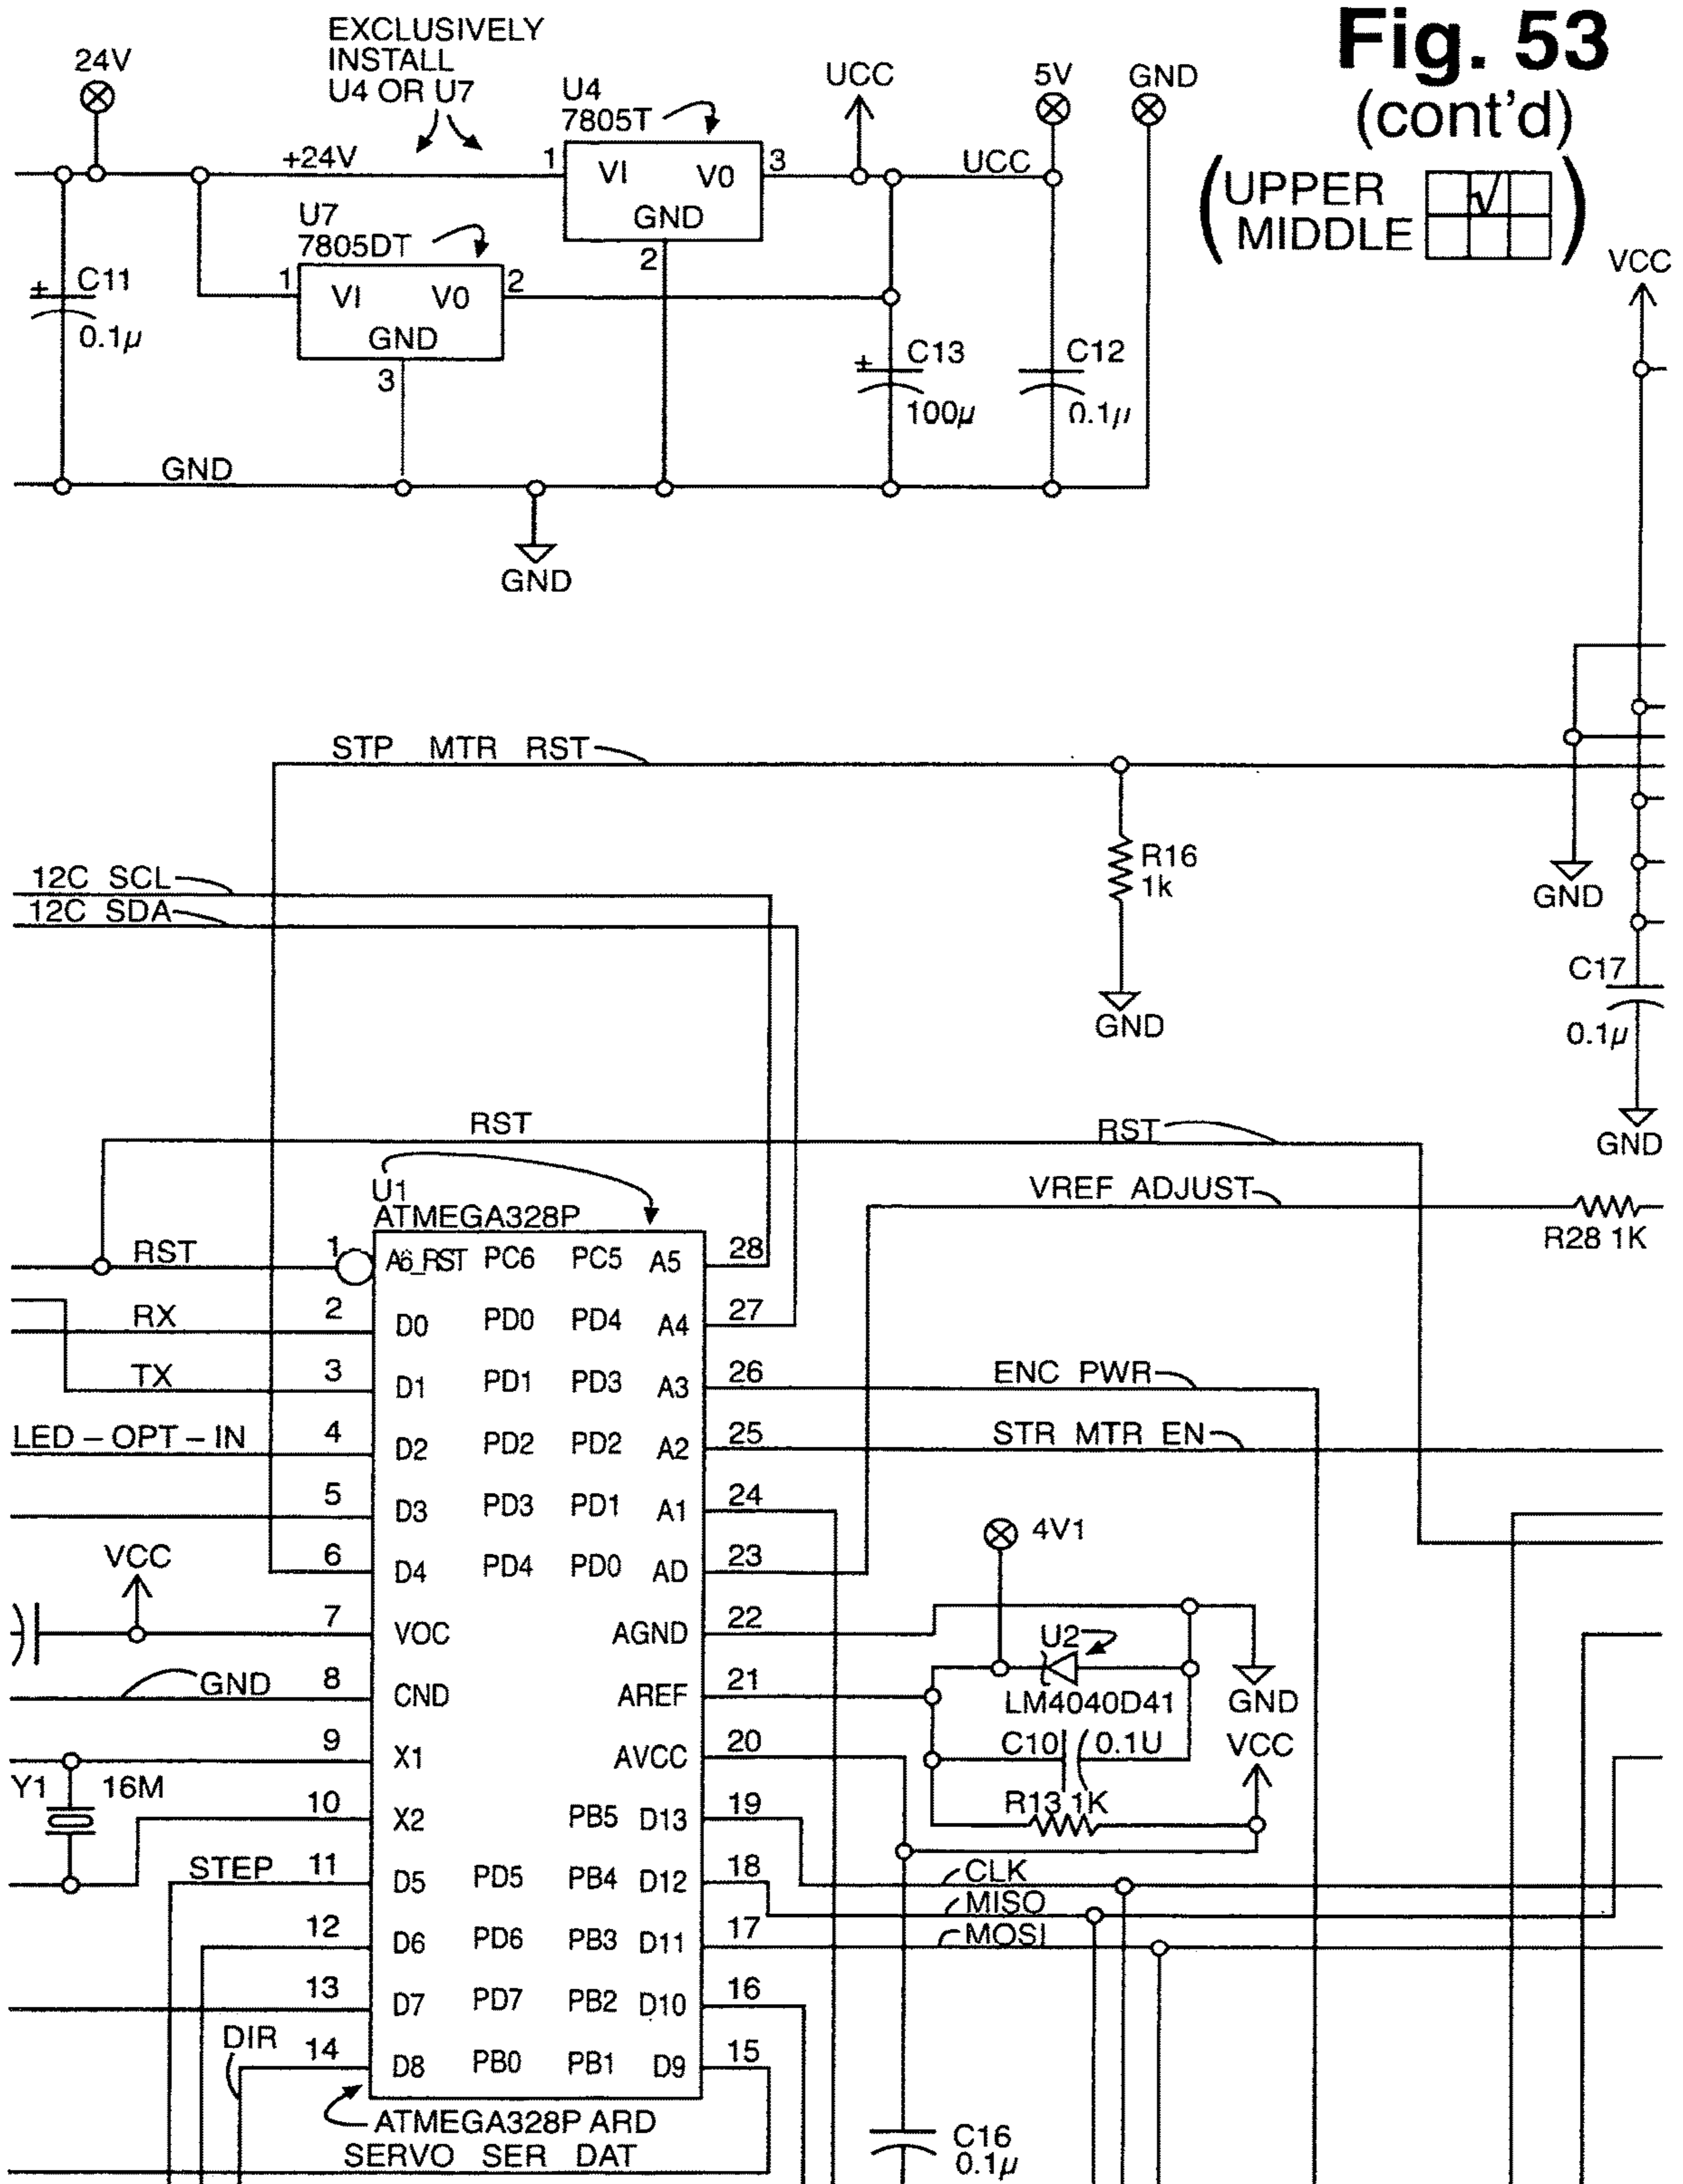 Fig. 53
(cont'd)
(UPPER
MIDDLE)
EXCLUSIVELY
INSTALL
U4 OR U7
24V
U4
7805T
UCC
5V
GND
+24V
1
VI
V0
3
GND
2
UCC
U7
7805DT
1
VI
V0
2
GND
3
+
C11
0.1µ
+
C13
100µ
C12
0.1µ
GND
GND
VCC
STP MTR RST
R16
1k
GND
GND
12C SCL
12C SDA
C17
0.1µ
GND
RST
RST
VREF ADJUST
R28 1K
U1
ATMEGA328P
RST
1
A6_RST
PC6
PC5
A5
28
RX
2
D0
PD0
PD4
A4
27
TX
3
D1
PD1
PD3
A3
26
ENC PWR
LED – OPT – IN
4
D2
PD2
PD2
A2
25
STR MTR EN
5
D3
PD3
PD1
A1
24
4V1
VCC
6
D4
PD4
PD0
AD
23
7
VOC
AGND
22
U2
LM4040D41
GND
GND
8
CND
AREF
21
9
X1
AVCC
20
C10
0.1U
VCC
Y1
16M
10
X2
PB5
D13
19
R13 1K
STEP
11
D5
PD5
PB4
D12
18
CLK
MISO
12
D6
PD6
PB3
D11
17
MOSI
13
D7
PD7
PB2
D10
16
DIR
14
D8
PB0
PB1
D9
15
ATMEGA328P ARD
SERVO SER DAT
C16
0.1µ